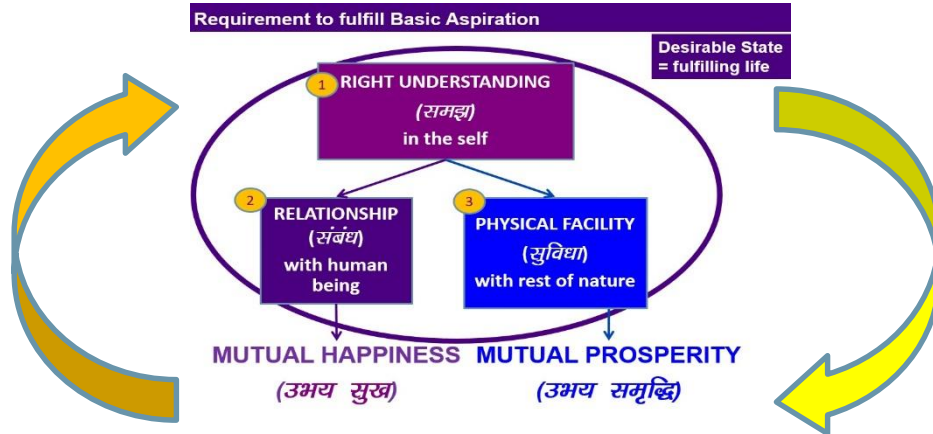 Requirement to fulfill Basic Aspiration
Desirable State
= fulfilling life
1
RIGHT UNDERSTANDING
(समझ)
in the self
2
RELATIONSHIP
(संबंध)
with human
being
3
PHYSICAL FACILITY
(सुविधा)
with rest of nature
MUTUAL HAPPINESS
(उभय सुख)
MUTUAL PROSPERITY
(उभय समृद्धि)